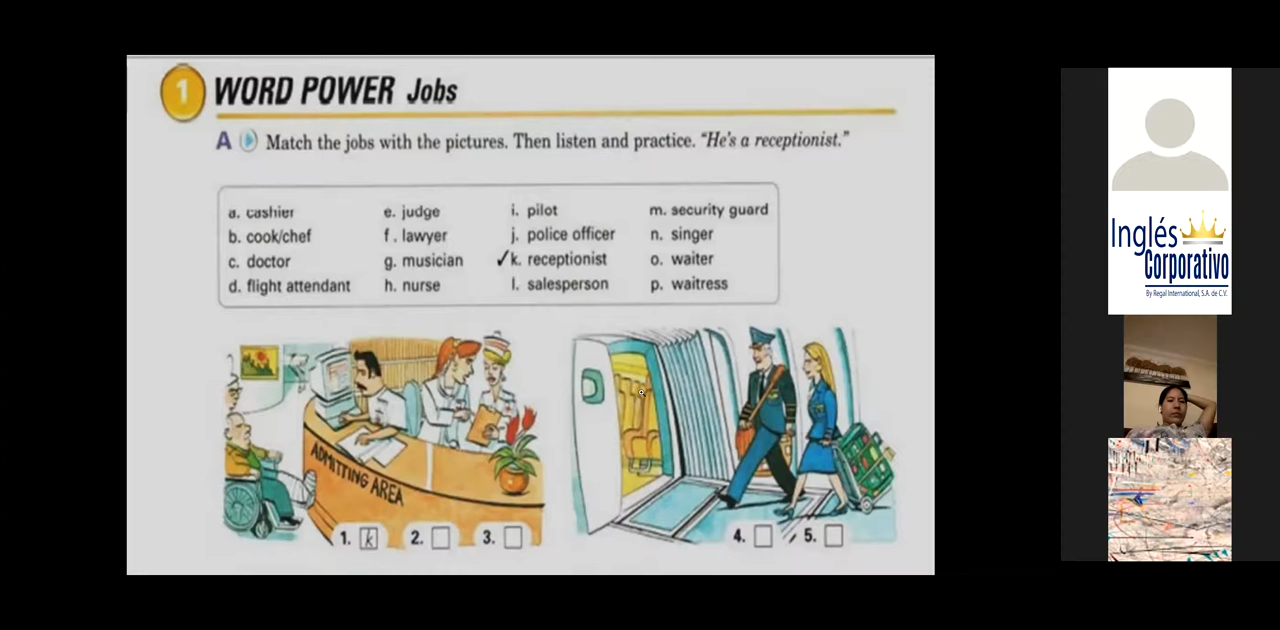 1 WORD POWER Jobs
A Match the jobs with the pictures. Then listen and practice. “He's a receptionist.”
a. cashier
b. cook/chef
c. doctor
d. flight attendant
e. judge
f. lawyer
g. musician
h. nurse
i. pilot
j. police officer
✓k. receptionist
l. salesperson
m. security guard
n. singer
o. waiter
p. waitress
ADMITTING AREA
1. k 2. 3.
4. 5.
Inglés
Corporativo
By Regal International, S.A. de C.V.